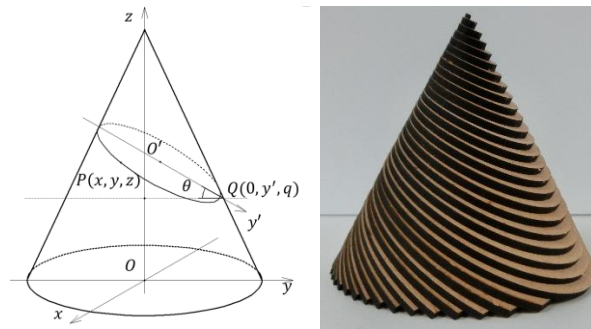 z
O'
P(x, y, z)
θ
Q(0, y', q)
y'
O
y
x